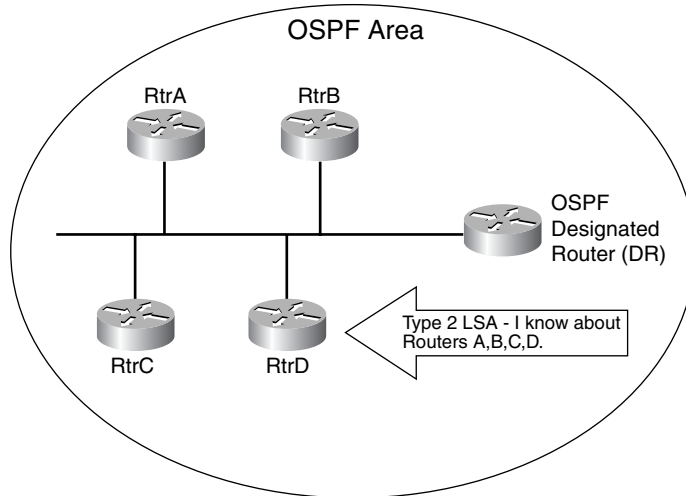 OSPF Area
RtrA
RtrB
OSPF
Designated
Router (DR)
Type 2 LSA - I know about
Routers A,B,C,D.
RtrC
RtrD